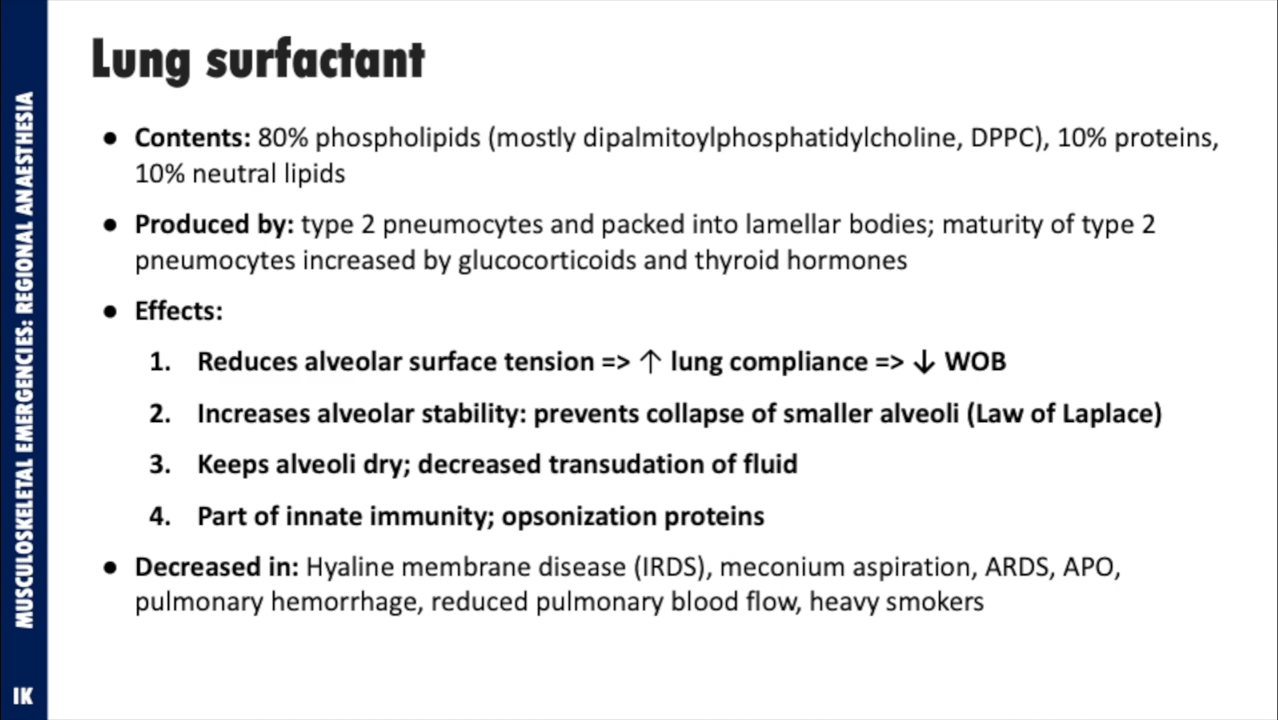 Lung surfactant
● Contents: 80% phospholipids (mostly dipalmitoylphosphatidylcholine, DPPC), 10% proteins,
10% neutral lipids
● Produced by: type 2 pneumocytes and packed into lamellar bodies; maturity of type 2
pneumocytes increased by glucocorticoids and thyroid hormones
● Effects:
1. Reduces alveolar surface tension => ↑ lung compliance => ↓ WOB
2. Increases alveolar stability: prevents collapse of smaller alveoli (Law of Laplace)
3. Keeps alveoli dry; decreased transudation of fluid
4. Part of innate immunity; opsonization proteins
● Decreased in: Hyaline membrane disease (IRDS), meconium aspiration, ARDS, APO,
pulmonary hemorrhage, reduced pulmonary blood flow, heavy smokers
MUSCULOSKELETAL EMERGENCIES: REGIONAL ANAESTHESIA
IK